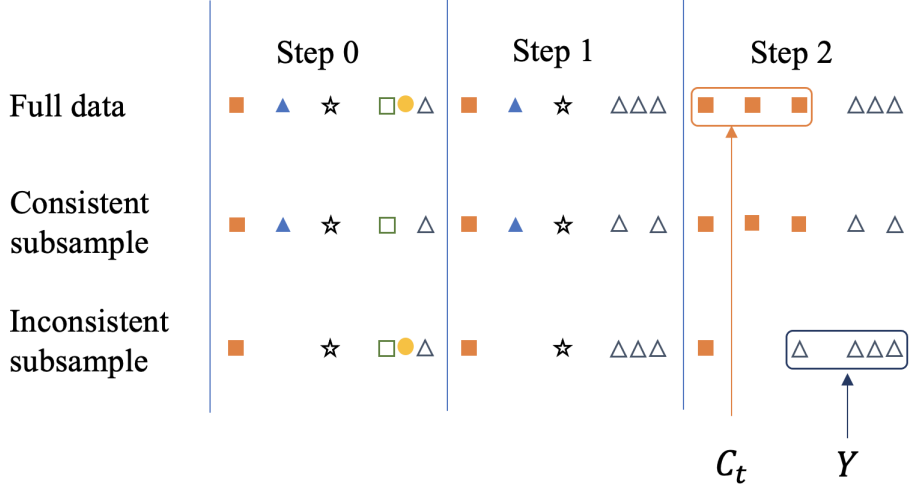 Step 0
Step 1
Step 2
Full data
Consistent
subsample
Inconsistent
subsample
C_t
Y